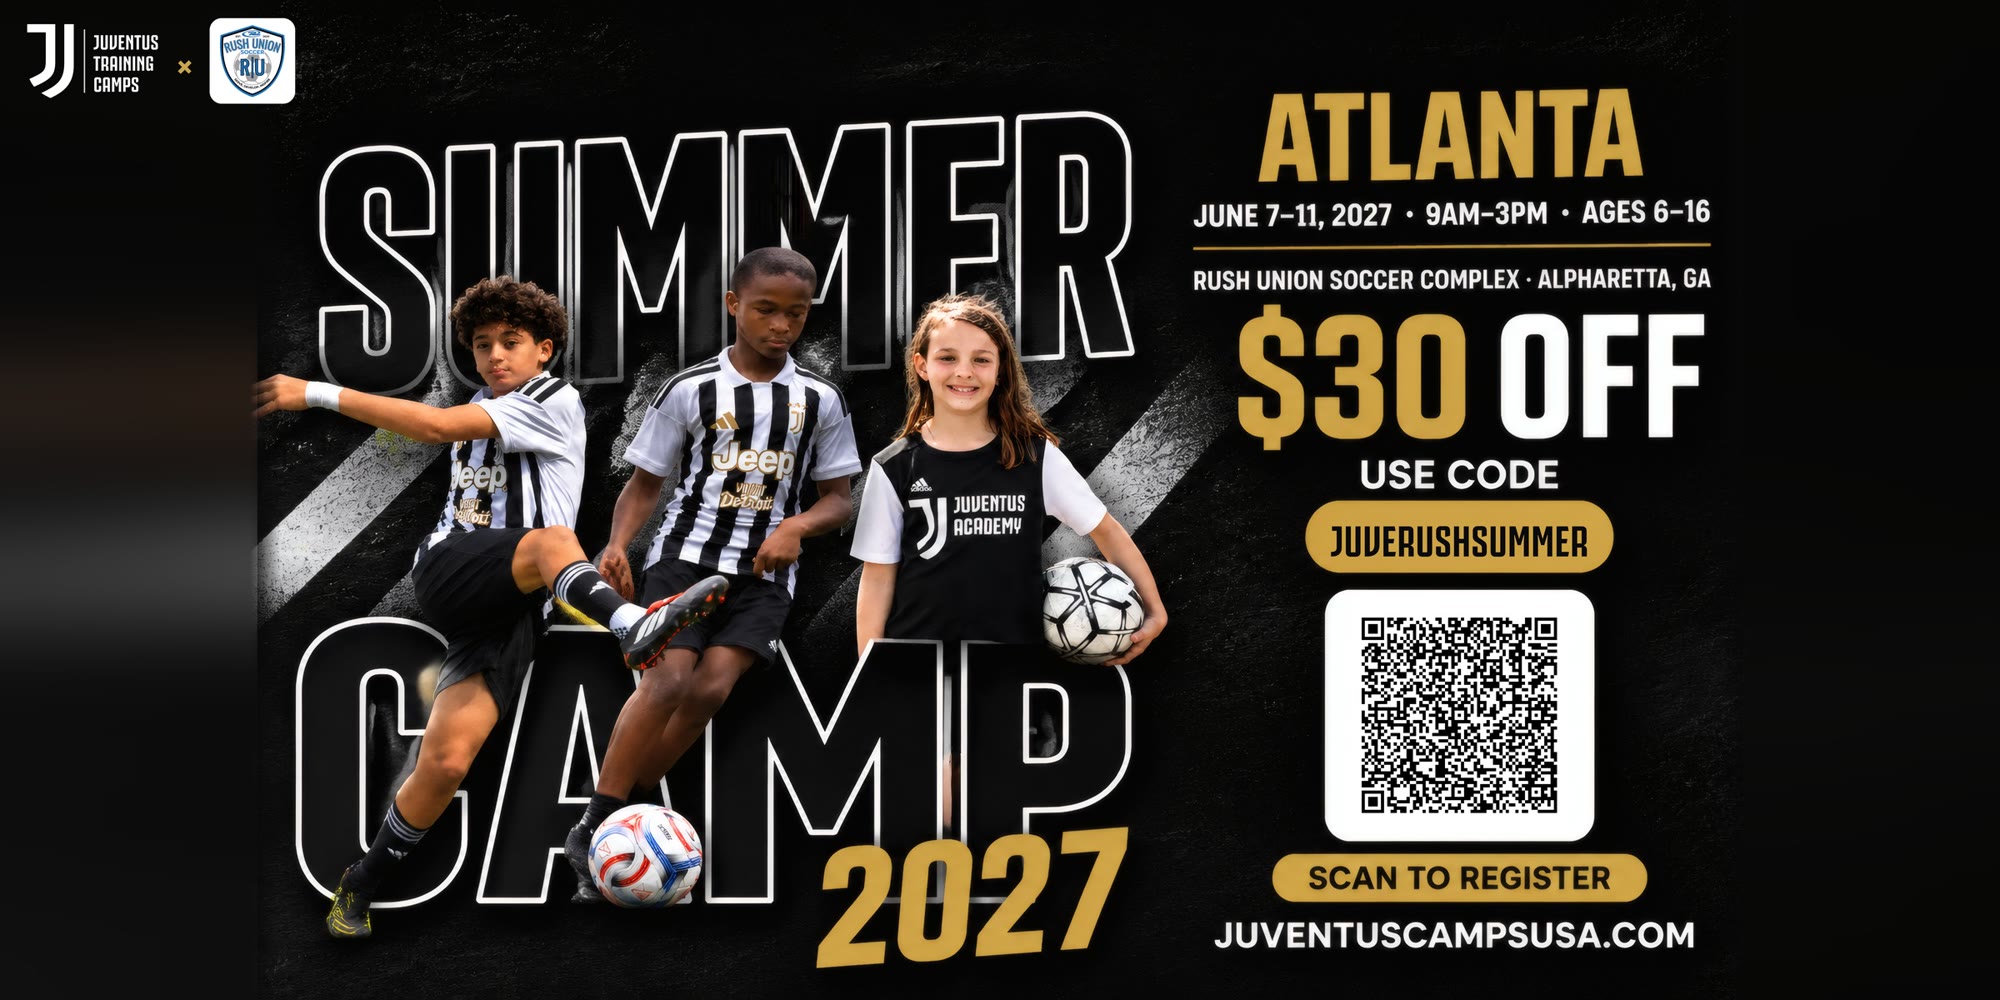 JUVENTUS
TRAINING
CAMPS
×
RUSH UNION
SOCCER
RU
SUMMER
CAMP
2027
Jeep
Jeep
JUVENTUS
ACADEMY
ATLANTA
JUNE 7–11, 2027 • 9AM–3PM • AGES 6–16
RUSH UNION SOCCER COMPLEX · ALPHARETTA, GA
$30 OFF
USE CODE
JUVERUSHSUMMER
SCAN TO REGISTER
JUVENTUSCAMPSUSA.COM